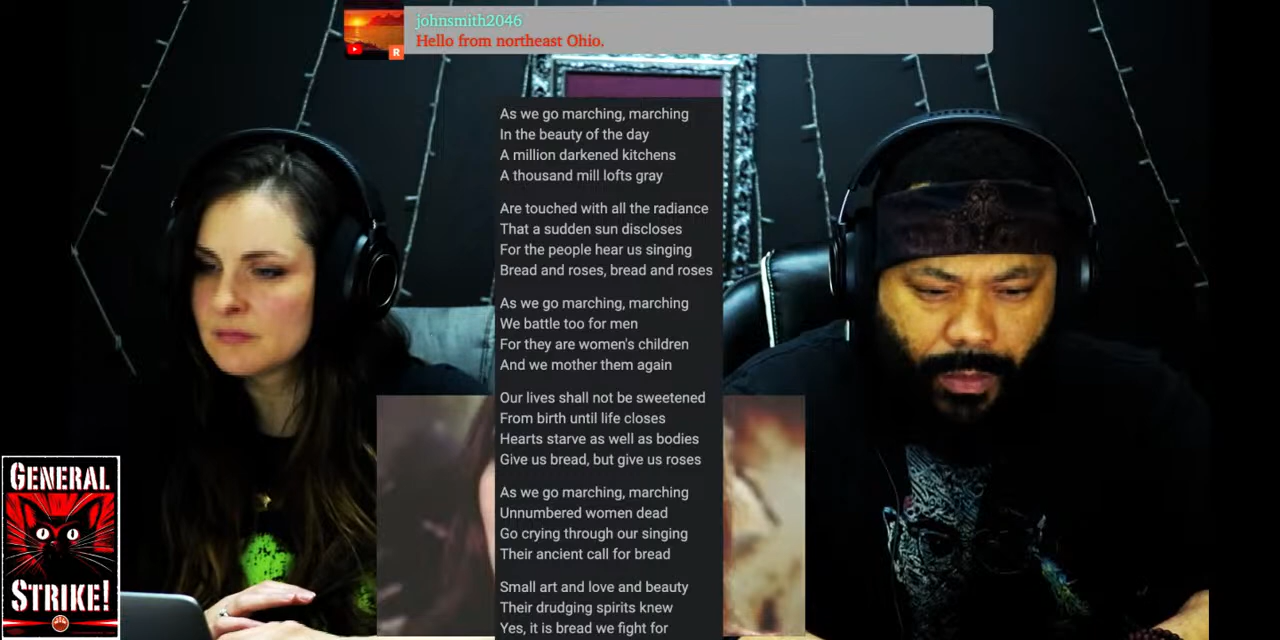 johnsmith2046
Hello from northeast Ohio.
R
As we go marching, marching
In the beauty of the day
A million darkened kitchens
A thousand mill lofts gray
Are touched with all the radiance
That a sudden sun discloses
For the people hear us singing
Bread and roses, bread and roses
As we go marching, marching
We battle too for men
For they are women's children
And we mother them again
Our lives shall not be sweetened
From birth until life closes
Hearts starve as well as bodies
Give us bread, but give us roses
As we go marching, marching
Unnumbered women dead
Go crying through our singing
Their ancient call for bread
Small art and love and beauty
Their drudging spirits knew
Yes, it is bread we fight for
GENERAL
STRIKE!